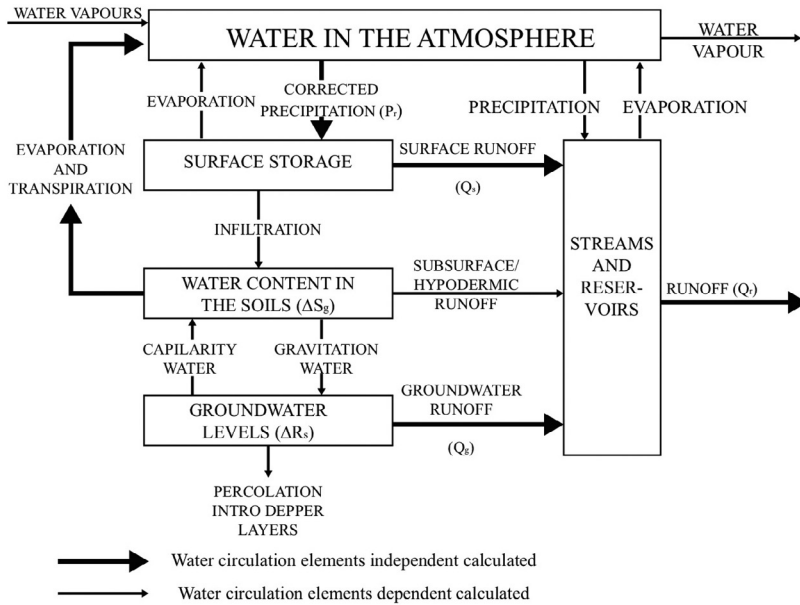 WATER VAPOURS
WATER IN THE ATMOSPHERE
WATER
VAPOUR
EVAPORATION
CORRECTED
PRECIPITATION (Pᵣ)
PRECIPITATION
EVAPORATION
EVAPORATION
AND
TRANSPIRATION
SURFACE STORAGE
SURFACE RUNOFF
(Qₛ)
INFILTRATION
STREAMS
AND
RESER-
VOIRS
WATER CONTENT IN
THE SOILS (ΔSg)
SUBSURFACE/
HYPODERMIC
RUNOFF
RUNOFF (Qᵣ)
CAPILARITY
WATER
GRAVITATION
WATER
GROUNDWATER
LEVELS (ΔRₛ)
GROUNDWATER
RUNOFF
(Qg)
PERCOLATION
INTRO DEPPER
LAYERS
Water circulation elements independent calculated
Water circulation elements dependent calculated